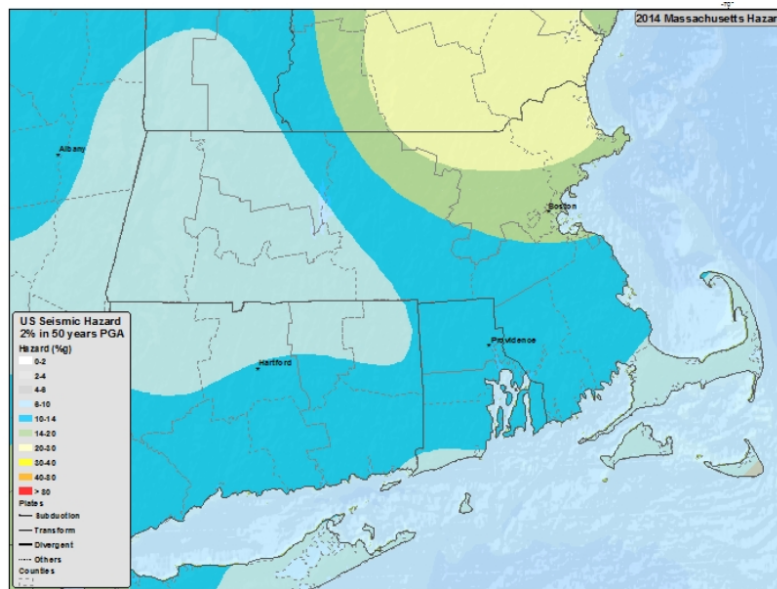 2014 Massachusetts Hazar
Albany
Boston
Providence
Hartford
US Seismic Hazard
2% in 50 years PGA
Hazard (%g)
0-2
2-4
4-6
6-10
10-14
14-20
20-30
30-40
40-80
> 80
Plates
Subduction
Transform
Divergent
Others
Counties